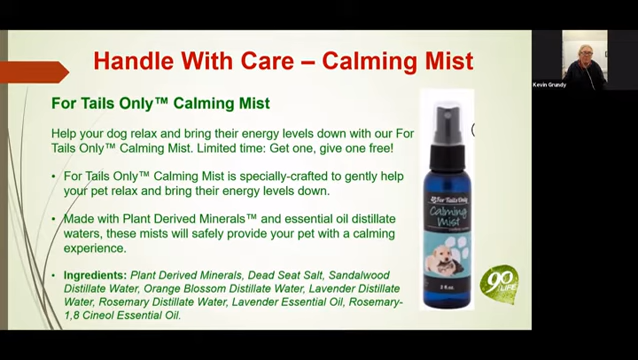 Handle With Care – Calming Mist
Kevin Grundy
For Tails Only™ Calming Mist
Help your dog relax and bring their energy levels down with our For
Tails Only™ Calming Mist. Limited time: Get one, give one free!
• For Tails Only™ Calming Mist is specially-crafted to gently help
your pet relax and bring their energy levels down.
• Made with Plant Derived Minerals™ and essential oil distillate
waters, these mists will safely provide your pet with a calming
experience.
• Ingredients: Plant Derived Minerals, Dead Seat Salt, Sandalwood
Distillate Water, Orange Blossom Distillate Water, Lavender Distillate
Water, Rosemary Distillate Water, Lavender Essential Oil, Rosemary-
1,8 Cineol Essential Oil.
For Tails Only
Calming
Mist
2 fl oz.
90
LIFE